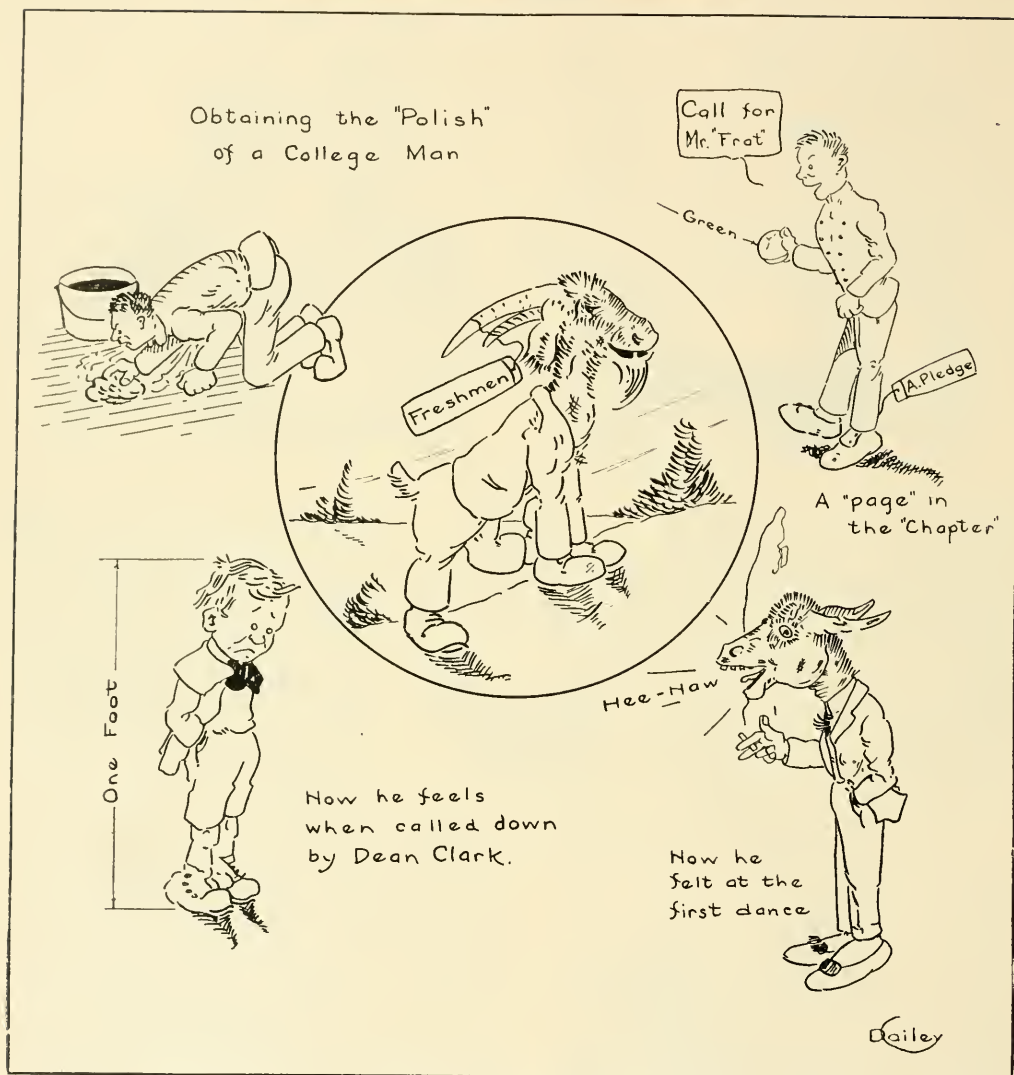 Obtaining the "Polish"
of a College Man
Call for
Mr. "Frat"
Green
A. Pledge
A "page" in
the "Chapter"
Freshmen
One Foot
How he feels
when called down
by Dean Clark.
Hee-Haw
How he
felt at the
first dance
Dailey